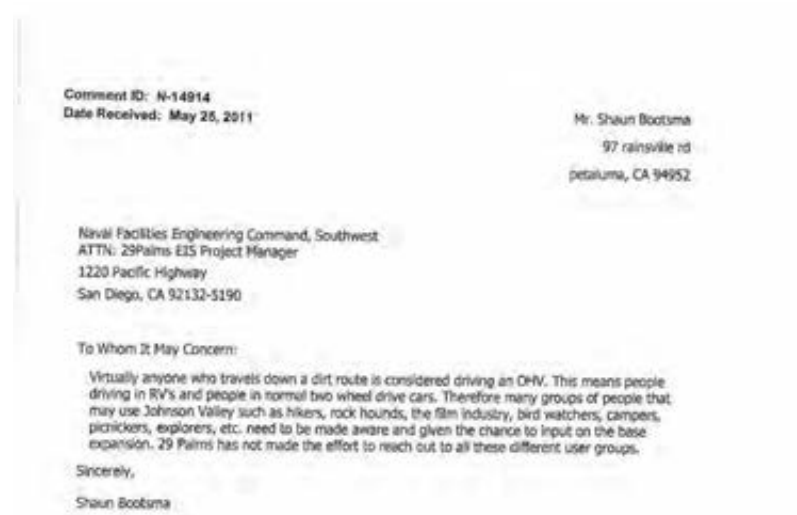 Comment ID: N-14914
Date Received: May 25, 2011
Mr. Shaun Bootsma
97 rainsville rd
petaluma, CA 94952
Naval Facilities Engineering Command, Southwest
ATTN: 29Palms EIS Project Manager
1220 Pacific Highway
San Diego, CA 92132-5190
To Whom It May Concern:
Virtually anyone who travels down a dirt route is considered driving an OHV. This means people
driving in RV's and people in normal two wheel drive cars. Therefore many groups of people that
may use Johnson Valley such as hikers, rock hounds, the film industry, bird watchers, campers,
picnickers, explorers, etc. need to be made aware and given the chance to input on the base
expansion. 29 Palms has not made the effort to reach out to all these different user groups.
Sincerely,
Shaun Bootsma